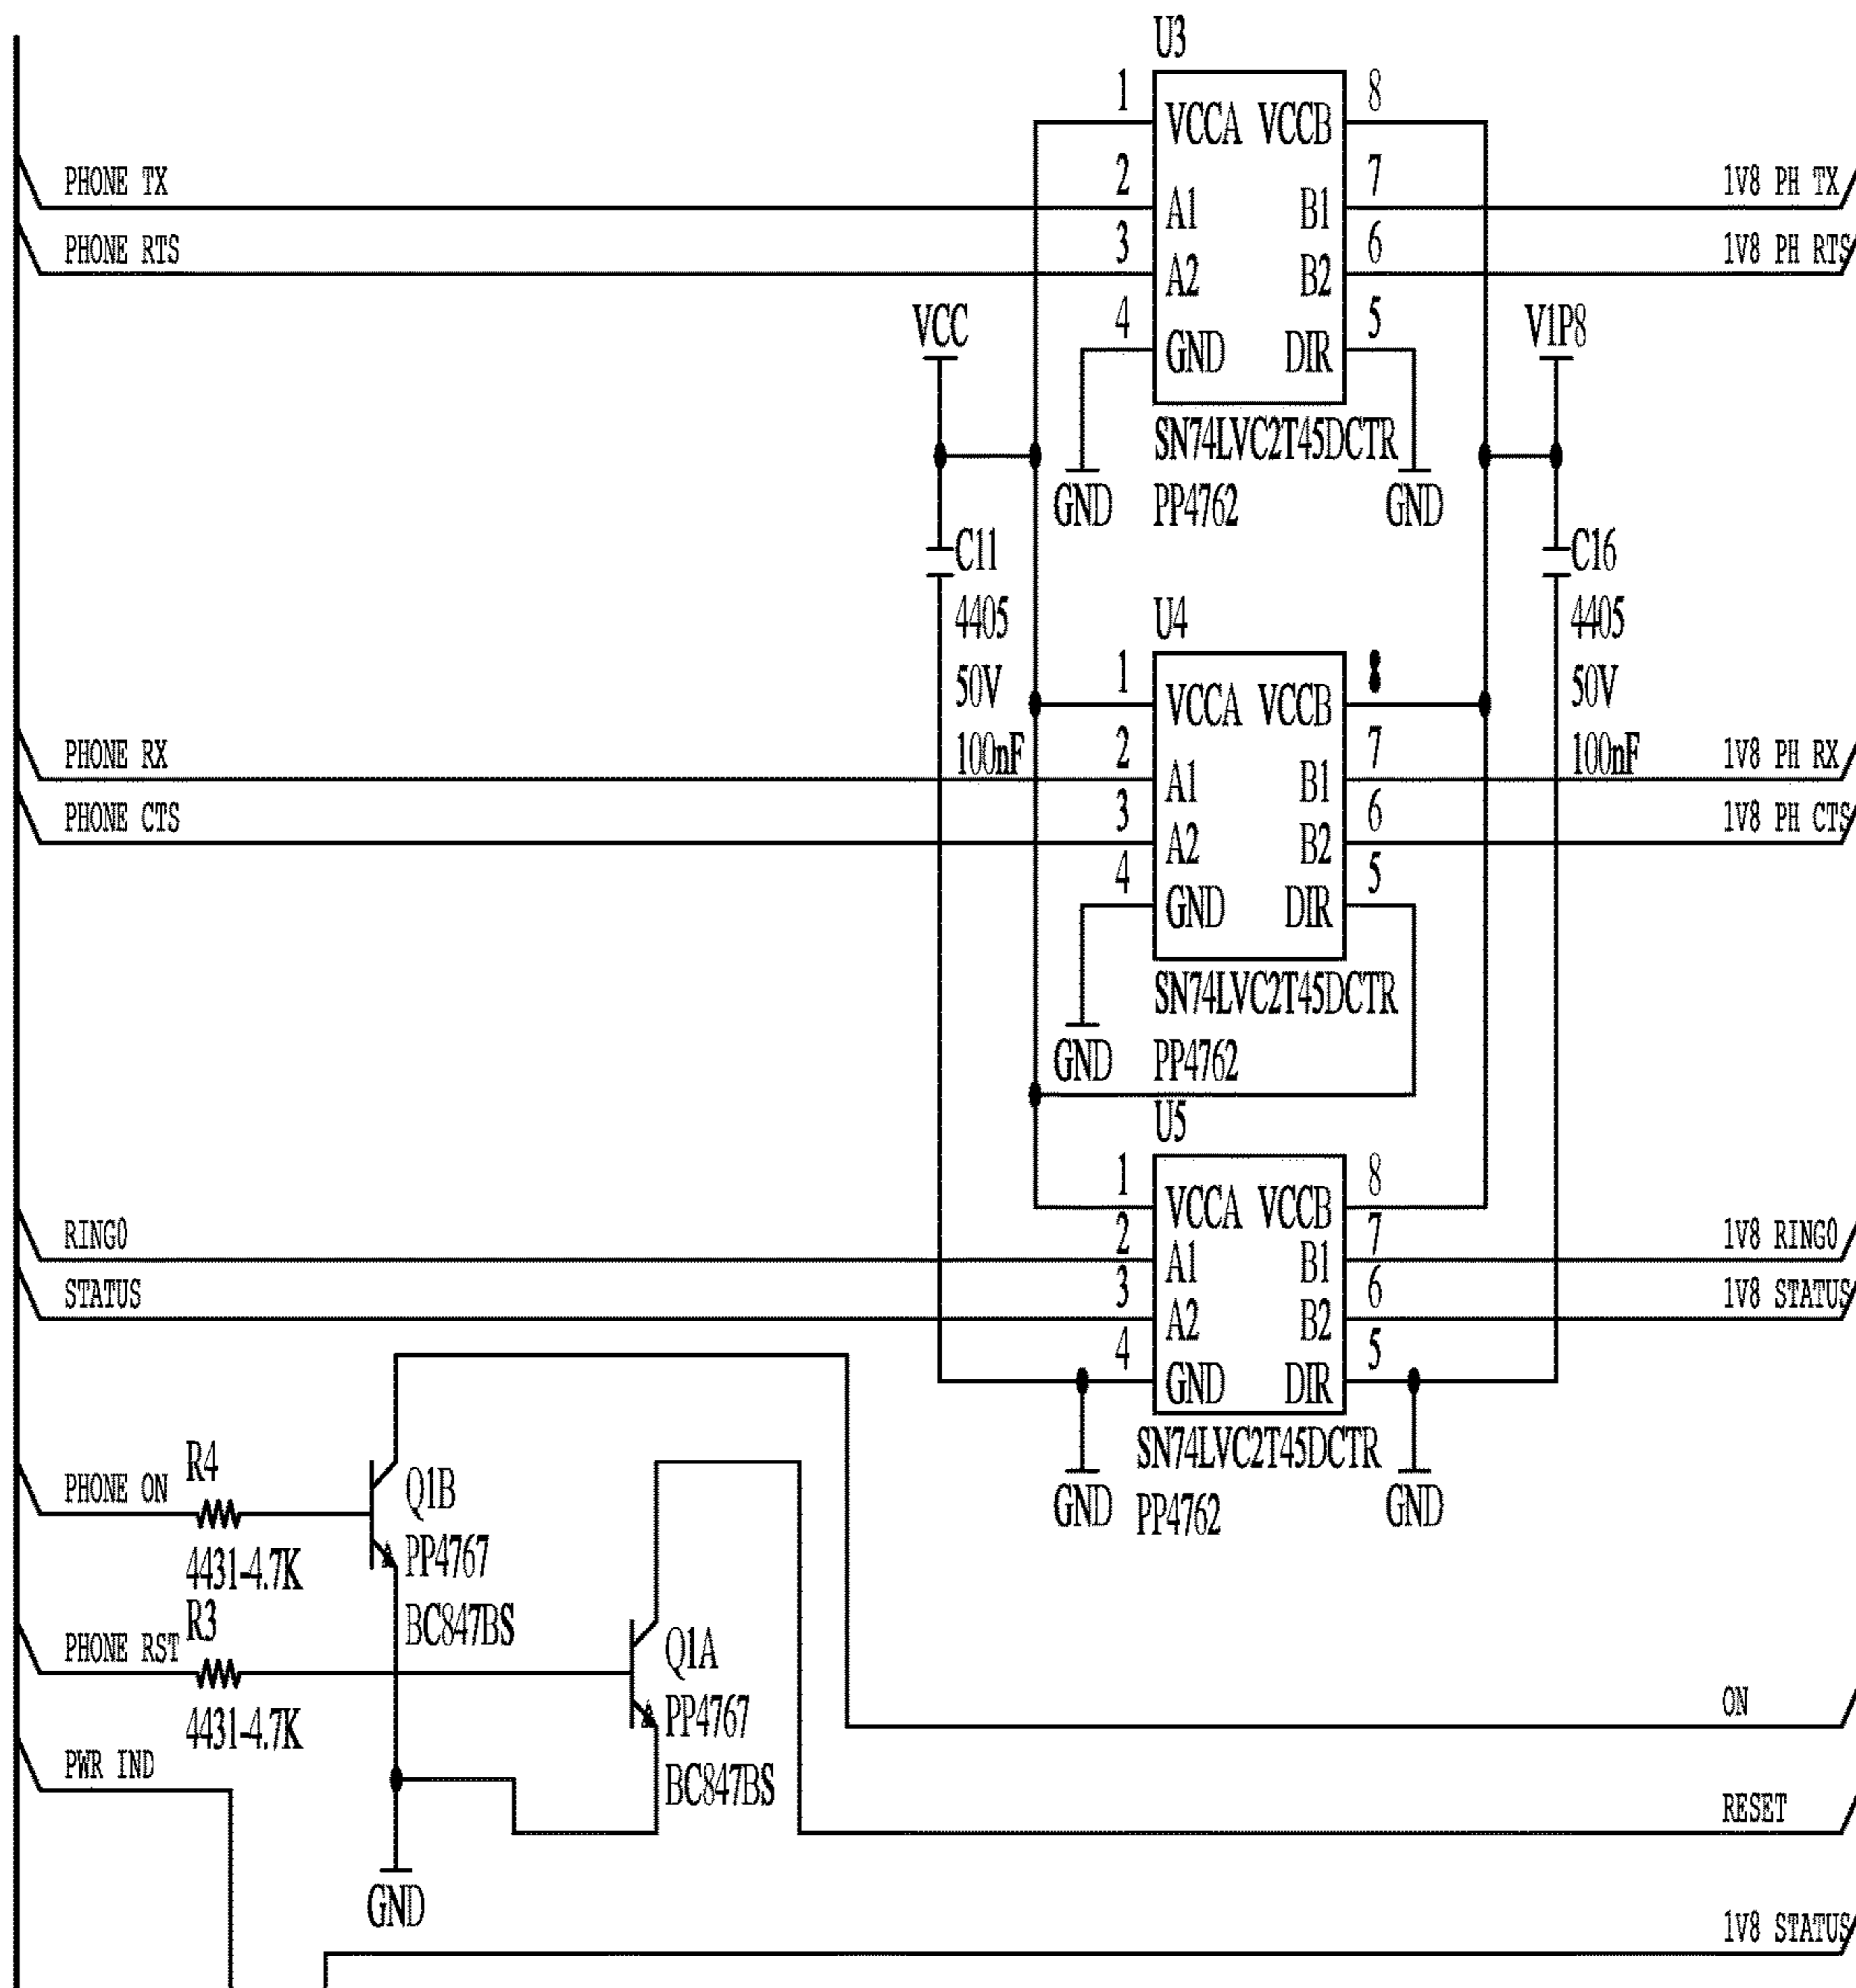 U3
1
VCCA VCCB
8
PHONE TX
2
A1 B1
7
1V8 PH TX
PHONE RTS
3
A2 B2
6
1V8 PH RTS
4
GND DIR
5
VCC
V1P8
SN74LVC2T45DCTR
PP4762
GND
GND
C11
4405
50V
100nF
C16
4405
50V
100nF
U4
1
VCCA VCCB
8
PHONE RX
2
A1 B1
7
1V8 PH RX
PHONE CTS
3
A2 B2
6
1V8 PH CTS
4
GND DIR
5
SN74LVC2T45DCTR
GND
PP4762
U5
1
VCCA VCCB
8
RING0
2
A1 B1
7
1V8 RING0
STATUS
3
A2 B2
6
1V8 STATUS
4
GND DIR
5
SN74LVC2T45DCTR
GND
PP4762
GND
PHONE ON
R4
4431-4.7K
Q1B
PP4767
BC847BS
PHONE RST
R3
4431-4.7K
Q1A
PP4767
BC847BS
ON
PWR IND
RESET
GND
1V8 STATUS